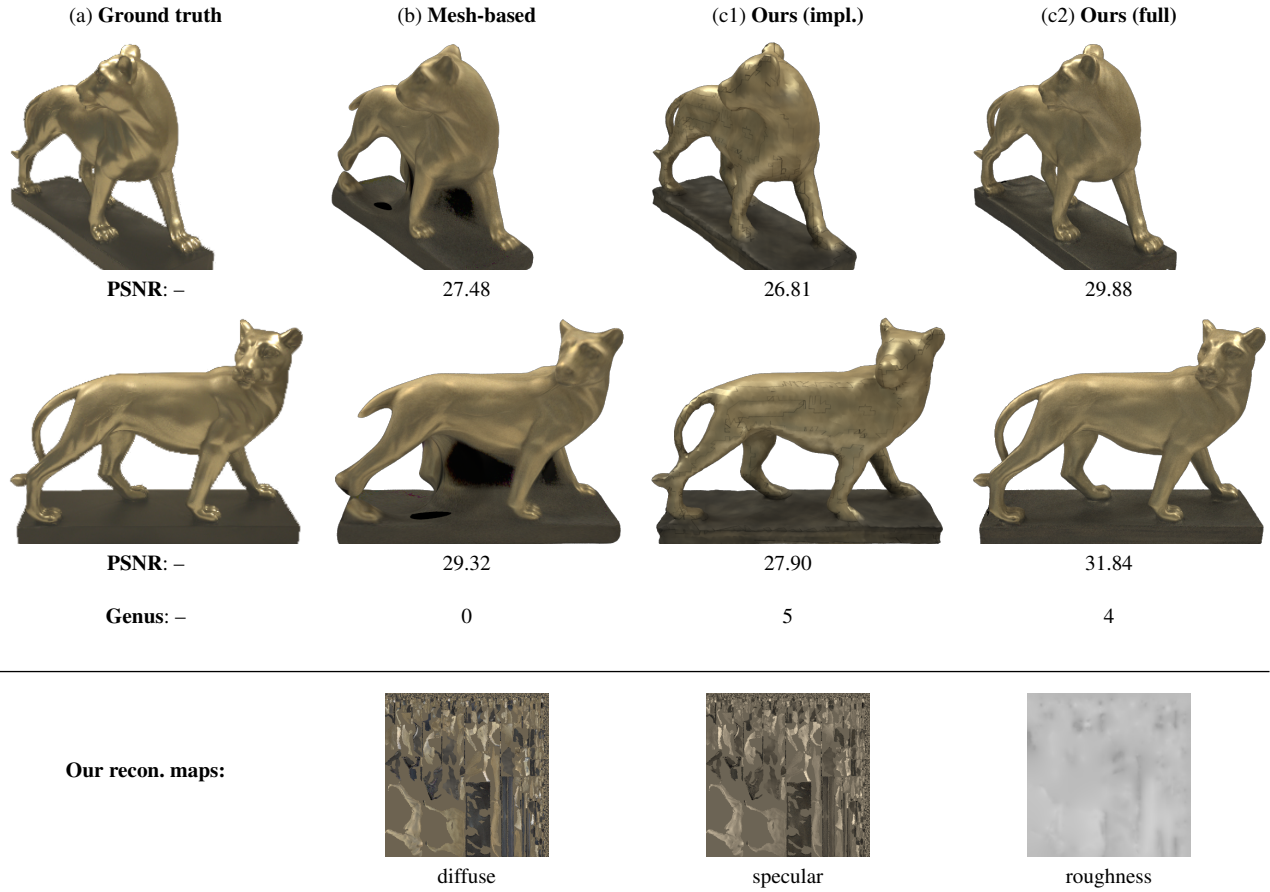 (a) Ground truth (b) Mesh-based (c1) Ours (impl.) (c2) Ours (full)
PSNR: – 27.48 26.81 29.88
PSNR: – 29.32 27.90 31.84
Genus: – 0 5 4
Our recon. maps:
diffuse specular roughness